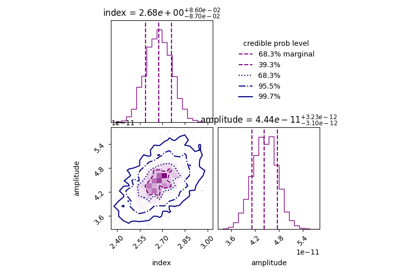 index = 2.68e+00+8.60e−02 −8.70e−02
credible prob level
68.3% marginal
39.3%
68.3%
95.5%
99.7%
1e−11
amplitude = 4.44e−11+3.23e−12 −3.10e−12
amplitude
5.4
4.8
4.2
3.6
2.40
2.55
2.70
2.85
3.00
index
3.6
4.2
4.8
5.4
1e−11
amplitude